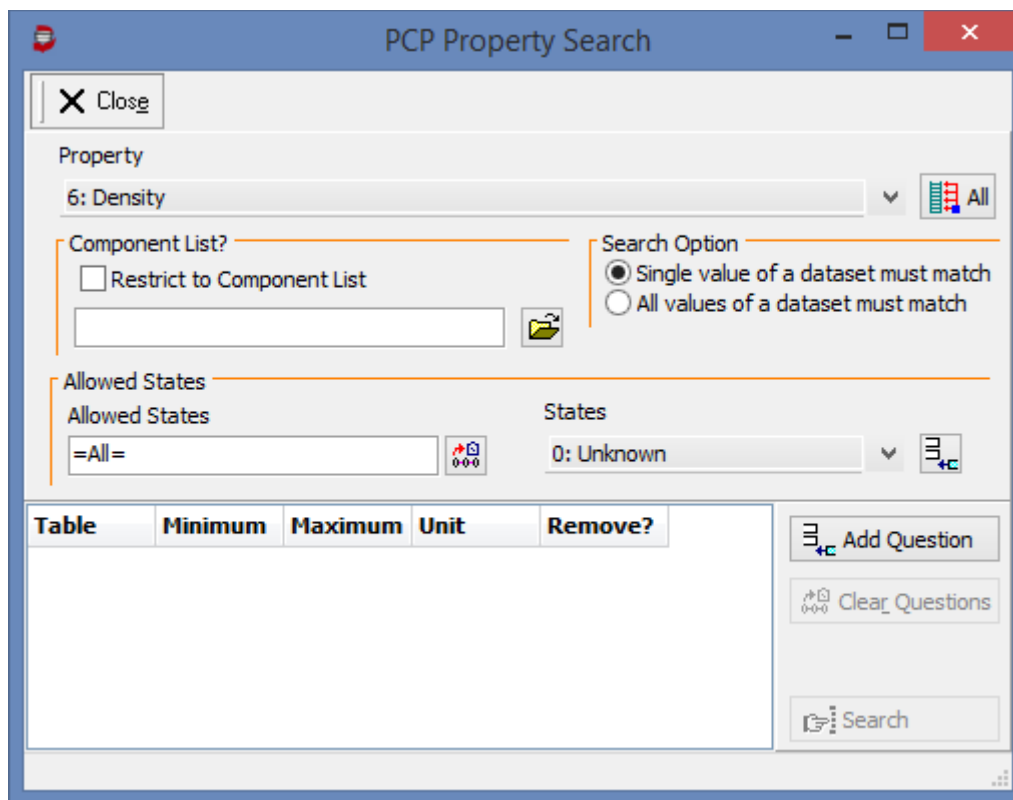 PCP Property Search
Close
Property
6: Density
All
Component List?
Search Option
Restrict to Component List
Single value of a dataset must match
All values of a dataset must match
Allowed States
Allowed States
States
=All=
0: Unknown
Table Minimum Maximum Unit Remove?
Add Question
Clear Questions
Search